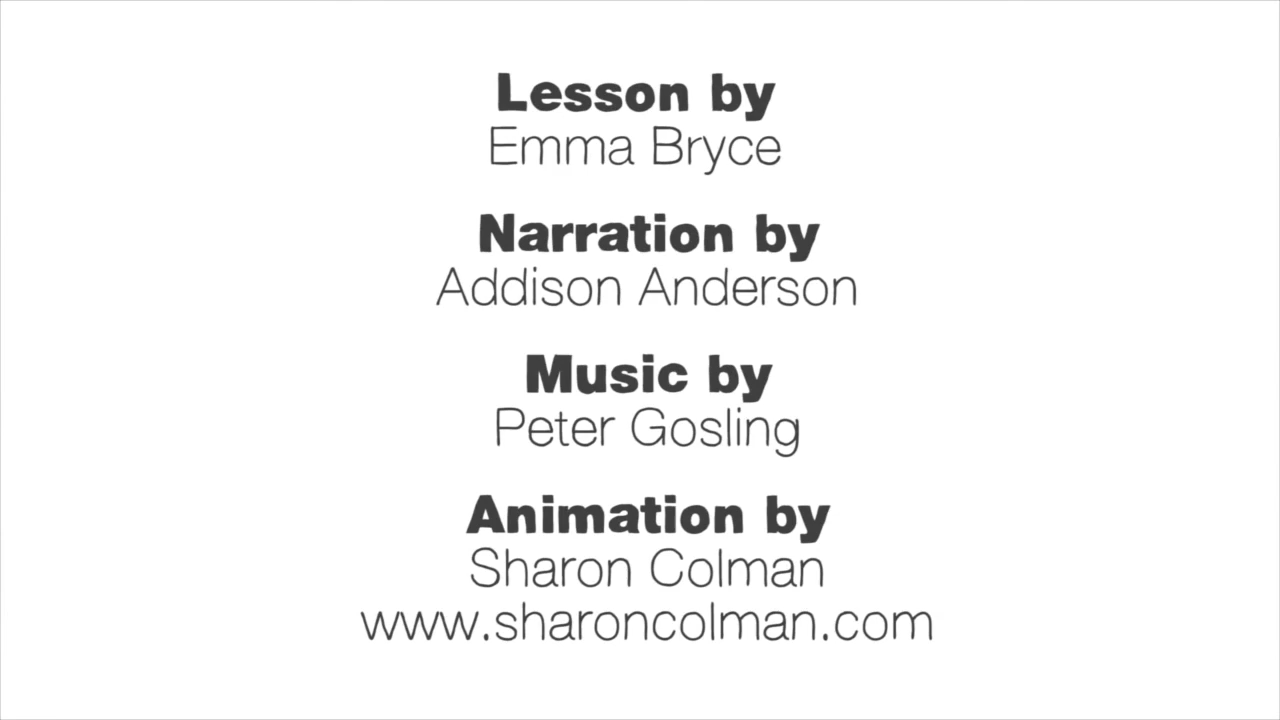 Lesson by
Emma Bryce
Narration by
Addison Anderson
Music by
Peter Gosling
Animation by
Sharon Colman
www.sharoncolman.com